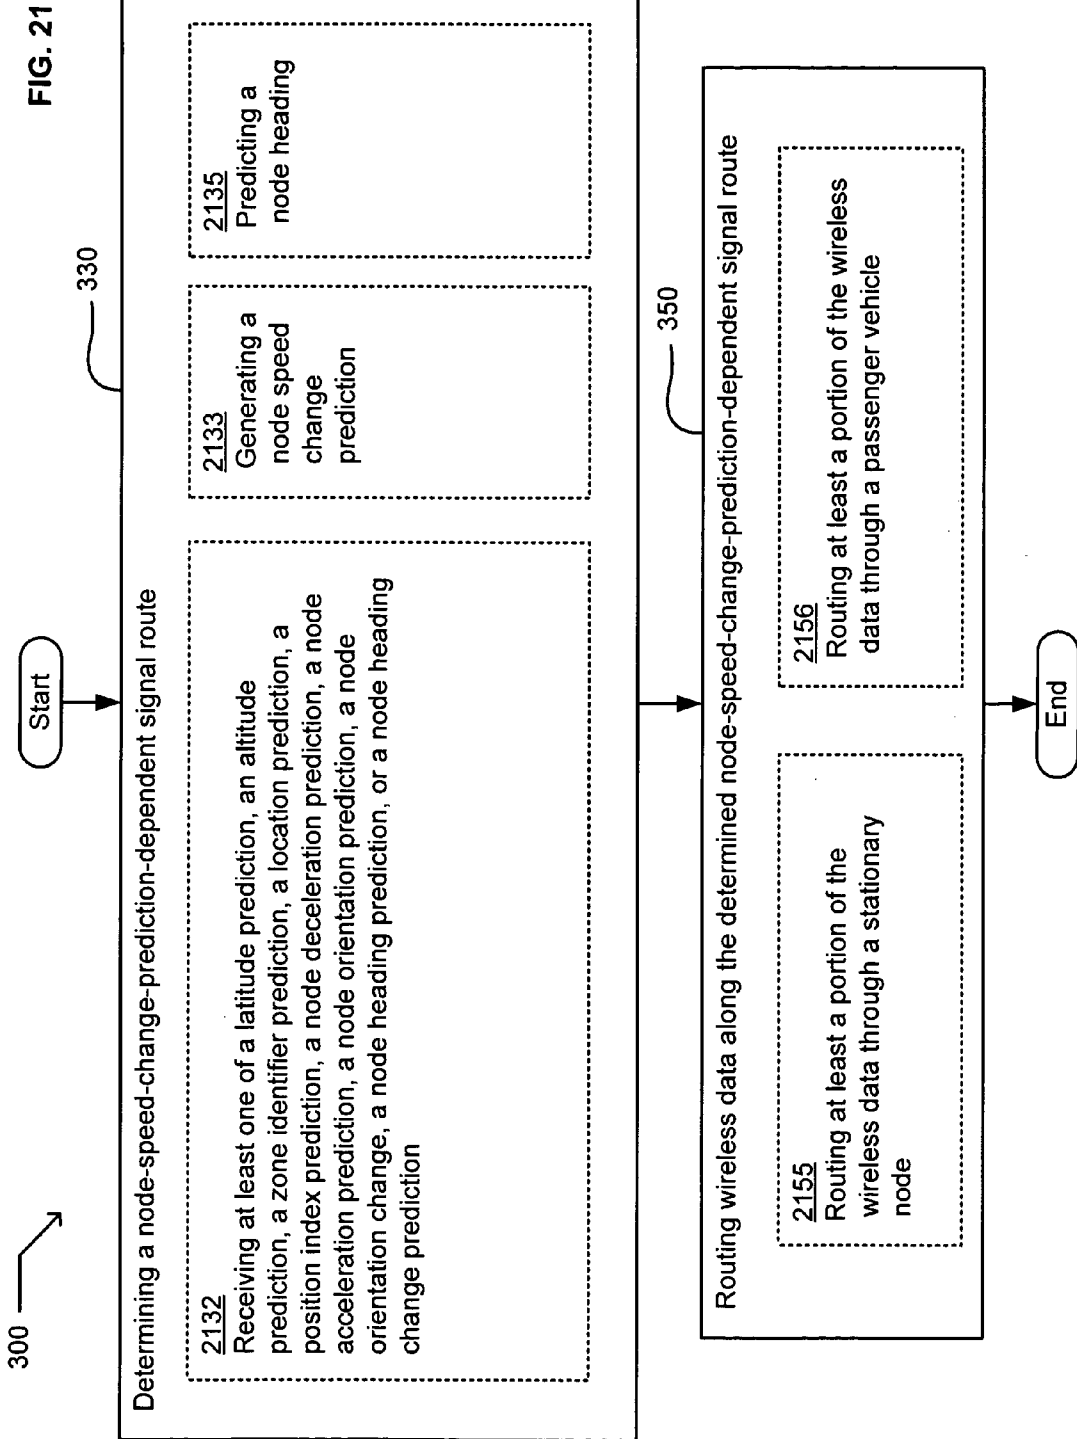 FIG. 21
300
Start
330
Determining a node-speed-change-prediction-dependent signal route
2132
Receiving at least one of a latitude prediction, an altitude
prediction, a zone identifier prediction, a location prediction, a
position index prediction, a node deceleration prediction, a node
acceleration prediction, a node orientation prediction, a node
orientation change, a node heading prediction, or a node heading
change prediction
2133
Generating a
node speed
change
prediction
2135
Predicting a
node heading
350
Routing wireless data along the determined node-speed-change-prediction-dependent signal route
2155
Routing at least a portion of the
wireless data through a stationary
node
2156
Routing at least a portion of the wireless
data through a passenger vehicle
End